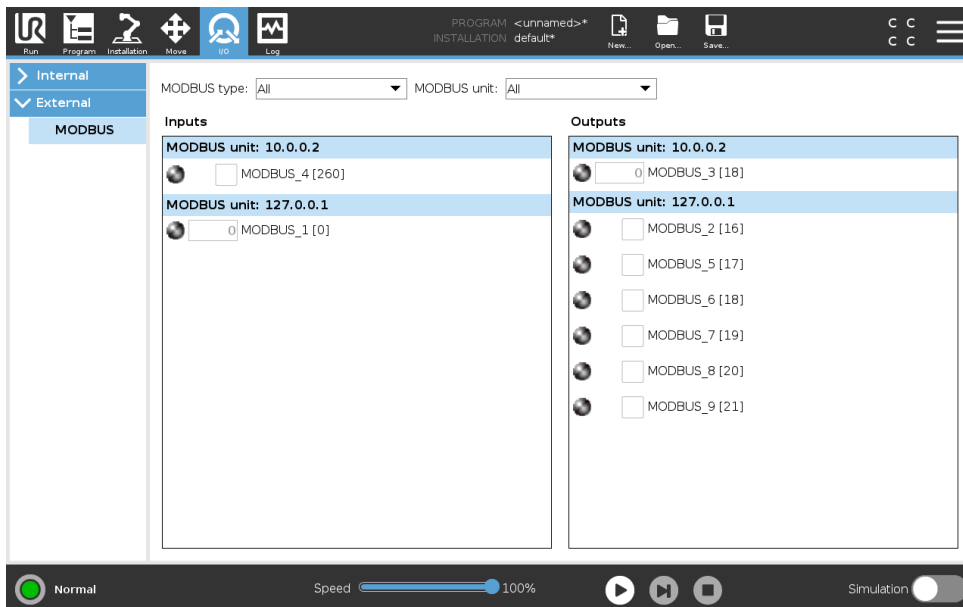 PROGRAM <unnamed>*
INSTALLATION default*
C C
C C
Run Program Installation Move I/O Log New... Open... Save...
Internal
External
MODBUS
MODBUS type: All MODBUS unit: All
Inputs
MODBUS unit: 10.0.0.2
MODBUS_4 [260]
MODBUS unit: 127.0.0.1
0 MODBUS_1 [0]
Outputs
MODBUS unit: 10.0.0.2
0 MODBUS_3 [18]
MODBUS unit: 127.0.0.1
MODBUS_2 [16]
MODBUS_5 [17]
MODBUS_6 [18]
MODBUS_7 [19]
MODBUS_8 [20]
MODBUS_9 [21]
Normal Speed 100% Simulation